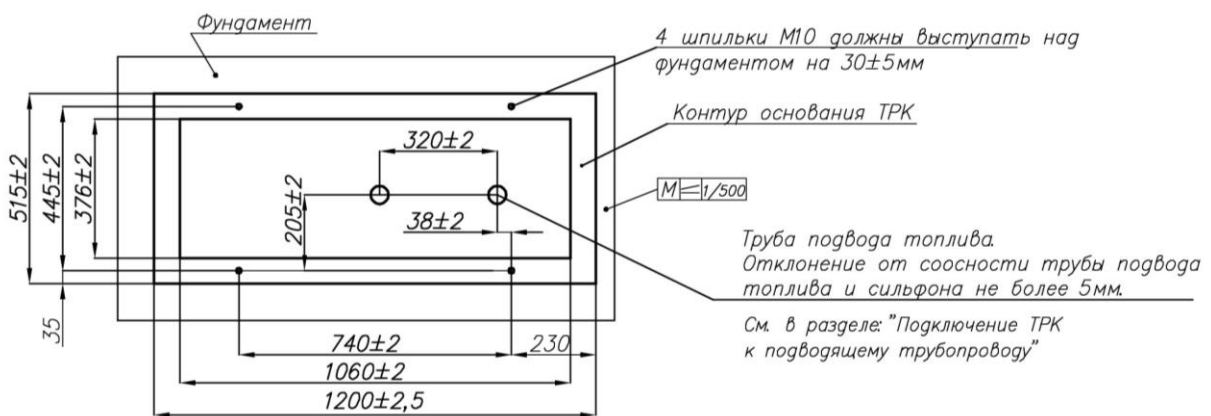 Фундамент
4 шпильки М10 должны выступать над
фундаментом на 30±5мм
Контур основания ТРК
320±2
515±2
445±2
376±2
205±2
38±2
М 1/500
Труба подвода топлива.
Отклонение от соосности трубы подвода
топлива и сильфона не более 5мм.
См. в разделе: "Подключение ТРК
к подводящему трубопроводу"
35
740±2
230
1060±2
1200±2,5